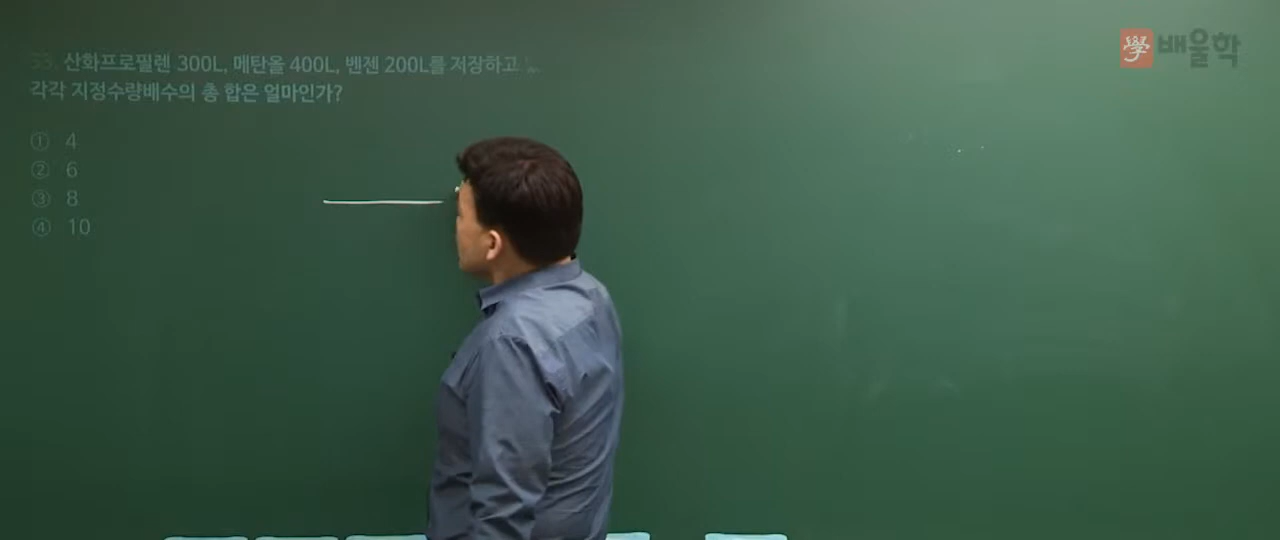 33. 산화프로필렌 300L, 메탄올 400L, 벤젠 200L를 저장하고
각각 지정수량배수의 총 합은 얼마인가?
① 4
② 6
③ 8
④ 10
學 배울학